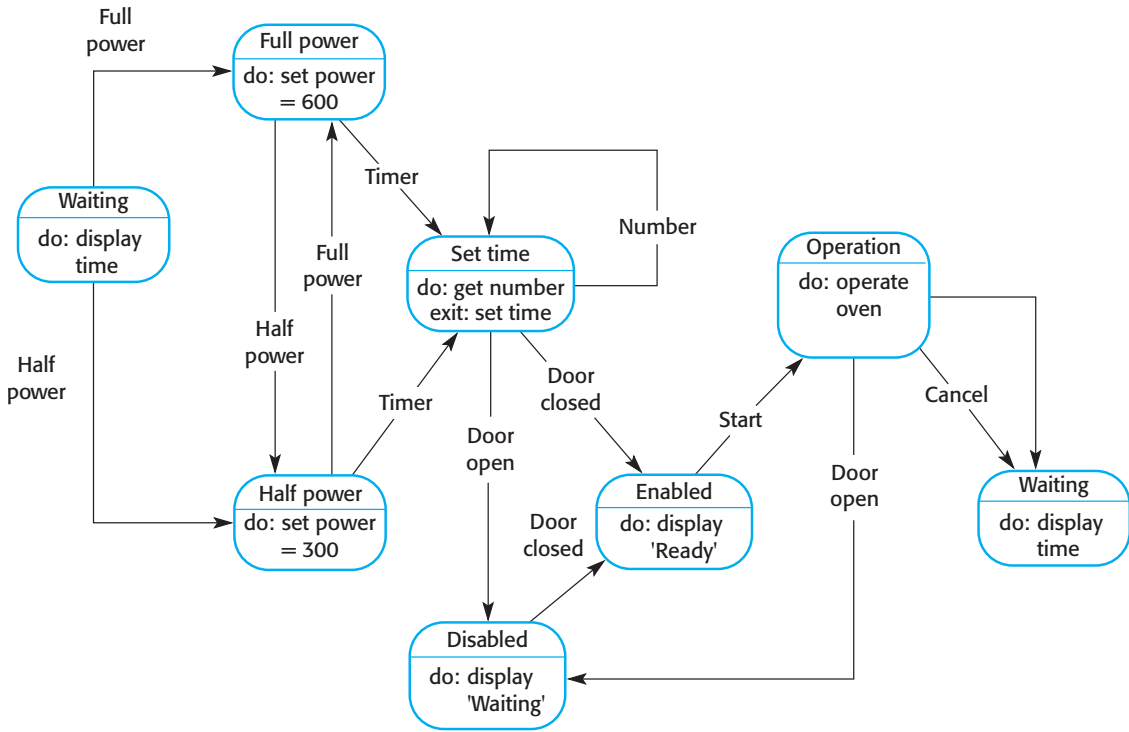 Full
power
Full power
do: set power
= 600
Timer
Number
Waiting
do: display
time
Full
power
Set time
do: get number
exit: set time
Operation
do: operate
oven
Half
power
Half
power
Timer
Door
closed
Door
open
Start
Cancel
Door
open
Half power
do: set power
= 300
Enabled
do: display
'Ready'
Waiting
do: display
time
Door
closed
Disabled
do: display
'Waiting'